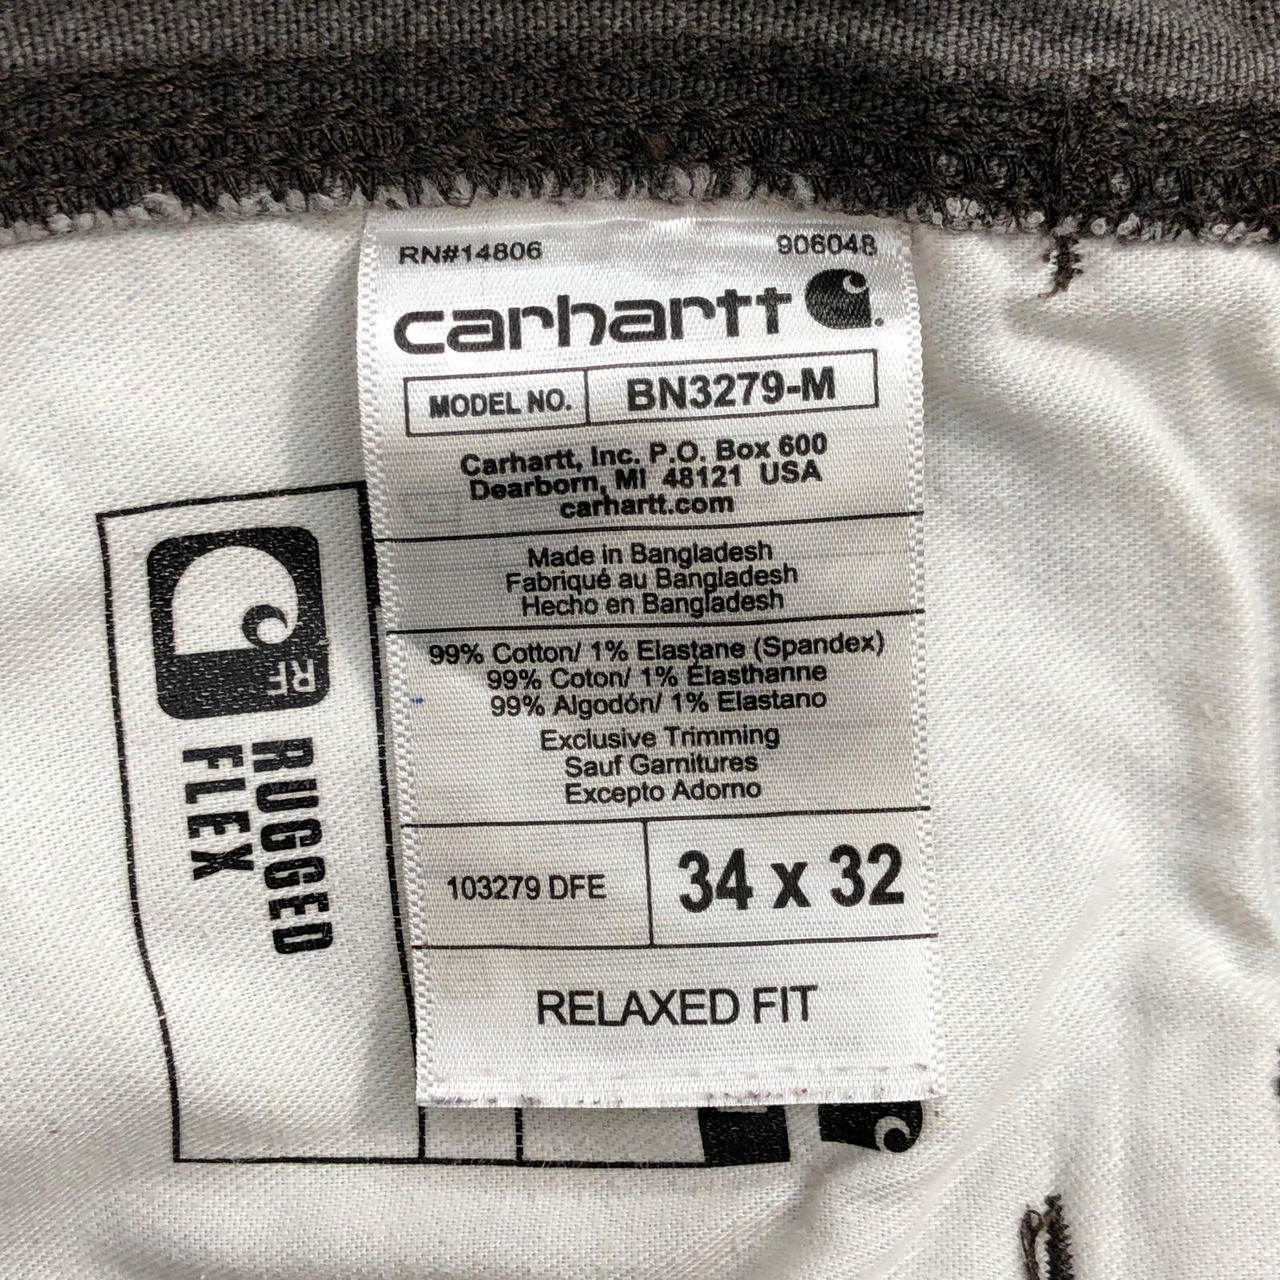 RN#14806 906048
carhartt
MODEL NO. BN3279-M
Carhartt, Inc. P.O. Box 600
Dearborn, MI 48121 USA
carhartt.com
Made in Bangladesh
Fabriqué au Bangladesh
Hecho en Bangladesh
99% Cotton/ 1% Elastane (Spandex)
99% Coton/ 1% Élasthanne
99% Algodón/ 1% Elastano
Exclusive Trimming
Sauf Garnitures
Excepto Adorno
103279 DFE 34 x 32
RELAXED FIT
RF
RUGGED
FLEX